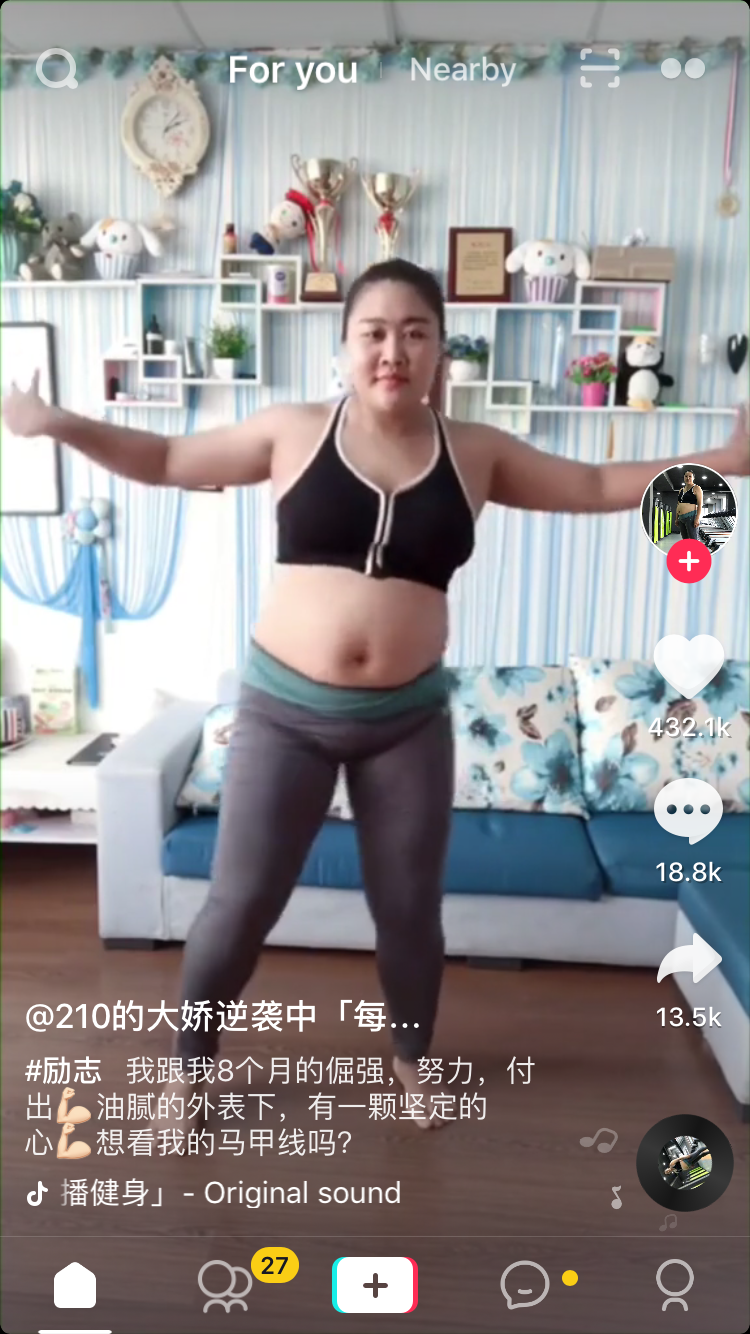 For you
Nearby
432.1k
18.8k
13.5k
@210的大娇逆袭中「每...
#励志 我跟我8个月的倔强，努力，付
出💪油腻的外表下，有一颗坚定的
心💪想看我的马甲线吗?
播健身」 - Original sound
27